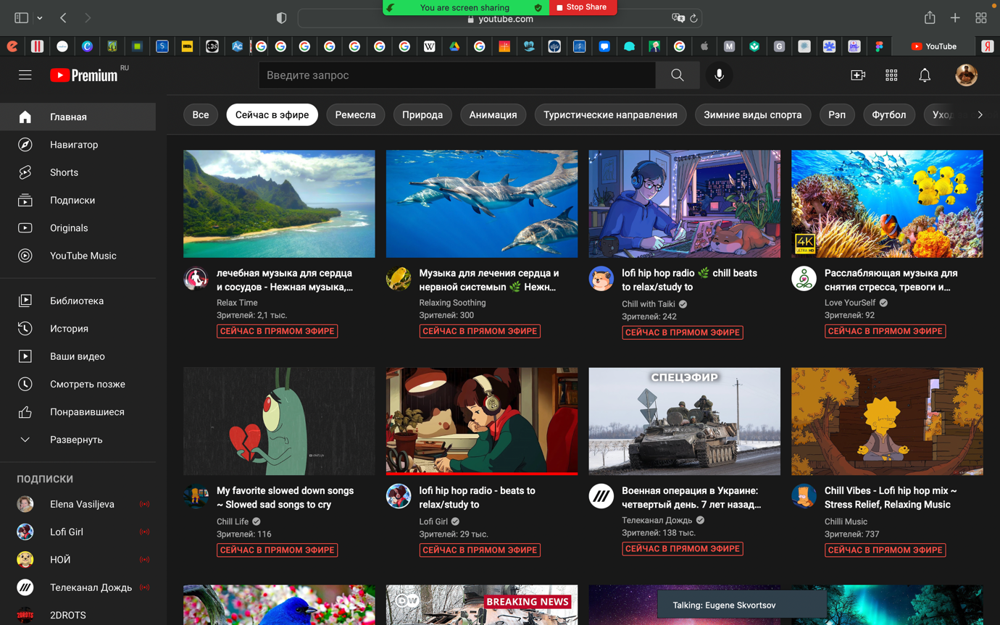 You are screen sharing
Stop Share
youtube.com
YouTube
Premium
RU
Введите запрос
Главная
Навигатор
Shorts
Подписки
Originals
YouTube Music
Библиотека
История
Ваши видео
Смотреть позже
Понравившиеся
Развернуть
ПОДПИСКИ
Elena Vasiljeva
Lofi Girl
НОЙ
Телеканал Дождь
2DROTS
Все
Сейчас в эфире
Ремесла
Природа
Анимация
Туристические направления
Зимние виды спорта
Рэп
Футбол
Уход
4K
ULTRA HD
лечебная музыка для сердца
и сосудов - Нежная музыка,...
Relax Time
Зрителей: 2,1 тыс.
СЕЙЧАС В ПРЯМОМ ЭФИРЕ
Музыка для лечения сердца и
нервной системып 🌿 Нежн...
Relaxing Soothing
Зрителей: 300
СЕЙЧАС В ПРЯМОМ ЭФИРЕ
lofi hip hop radio 🌿 chill beats
to relax/study to
Chill with Taiki
Зрителей: 242
СЕЙЧАС В ПРЯМОМ ЭФИРЕ
Расслабляющая музыка для
снятия стресса, тревоги и...
Love YourSelf
Зрителей: 92
СЕЙЧАС В ПРЯМОМ ЭФИРЕ
My favorite slowed down songs
~ Slowed sad songs to cry
Chill Life
Зрителей: 116
СЕЙЧАС В ПРЯМОМ ЭФИРЕ
lofi hip hop radio - beats to
relax/study to
Lofi Girl
Зрителей: 29 тыс.
СЕЙЧАС В ПРЯМОМ ЭФИРЕ
СПЕЦЭФИР
Военная операция в Украине:
четвертый день. 7 лет назад...
Телеканал Дождь
Зрителей: 138 тыс.
СЕЙЧАС В ПРЯМОМ ЭФИРЕ
Chill Vibes - Lofi hip hop mix ~
Stress Relief, Relaxing Music
Chilli Music
Зрителей: 737
СЕЙЧАС В ПРЯМОМ ЭФИРЕ
DW
BREAKING NEWS
Talking: Eugene Skvortsov